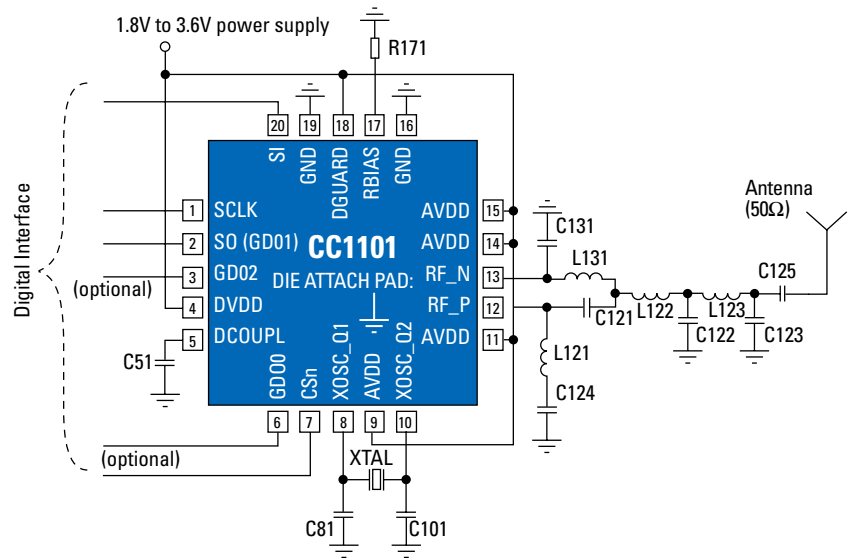 1.8V to 3.6V power supply
R171
20
19
18
17
16
SI
GND
DGUARD
RBIAS
GND
Digital Interface
1
SCLK
2
SO (GD01)
3
GD02
(optional)
4
DVDD
5
DCOUPL
C51
CC1101
DIE ATTACH PAD:
AVDD
15
AVDD
14
RF_N
13
RF_P
12
AVDD
11
GDO0
CSn
XOSC_Q1
AVDD
XOSC_Q2
6
7
8
9
10
(optional)
XTAL
C81
C101
C131
L131
C121
L121
C124
L122
C122
L123
C123
C125
Antenna
(50Ω)